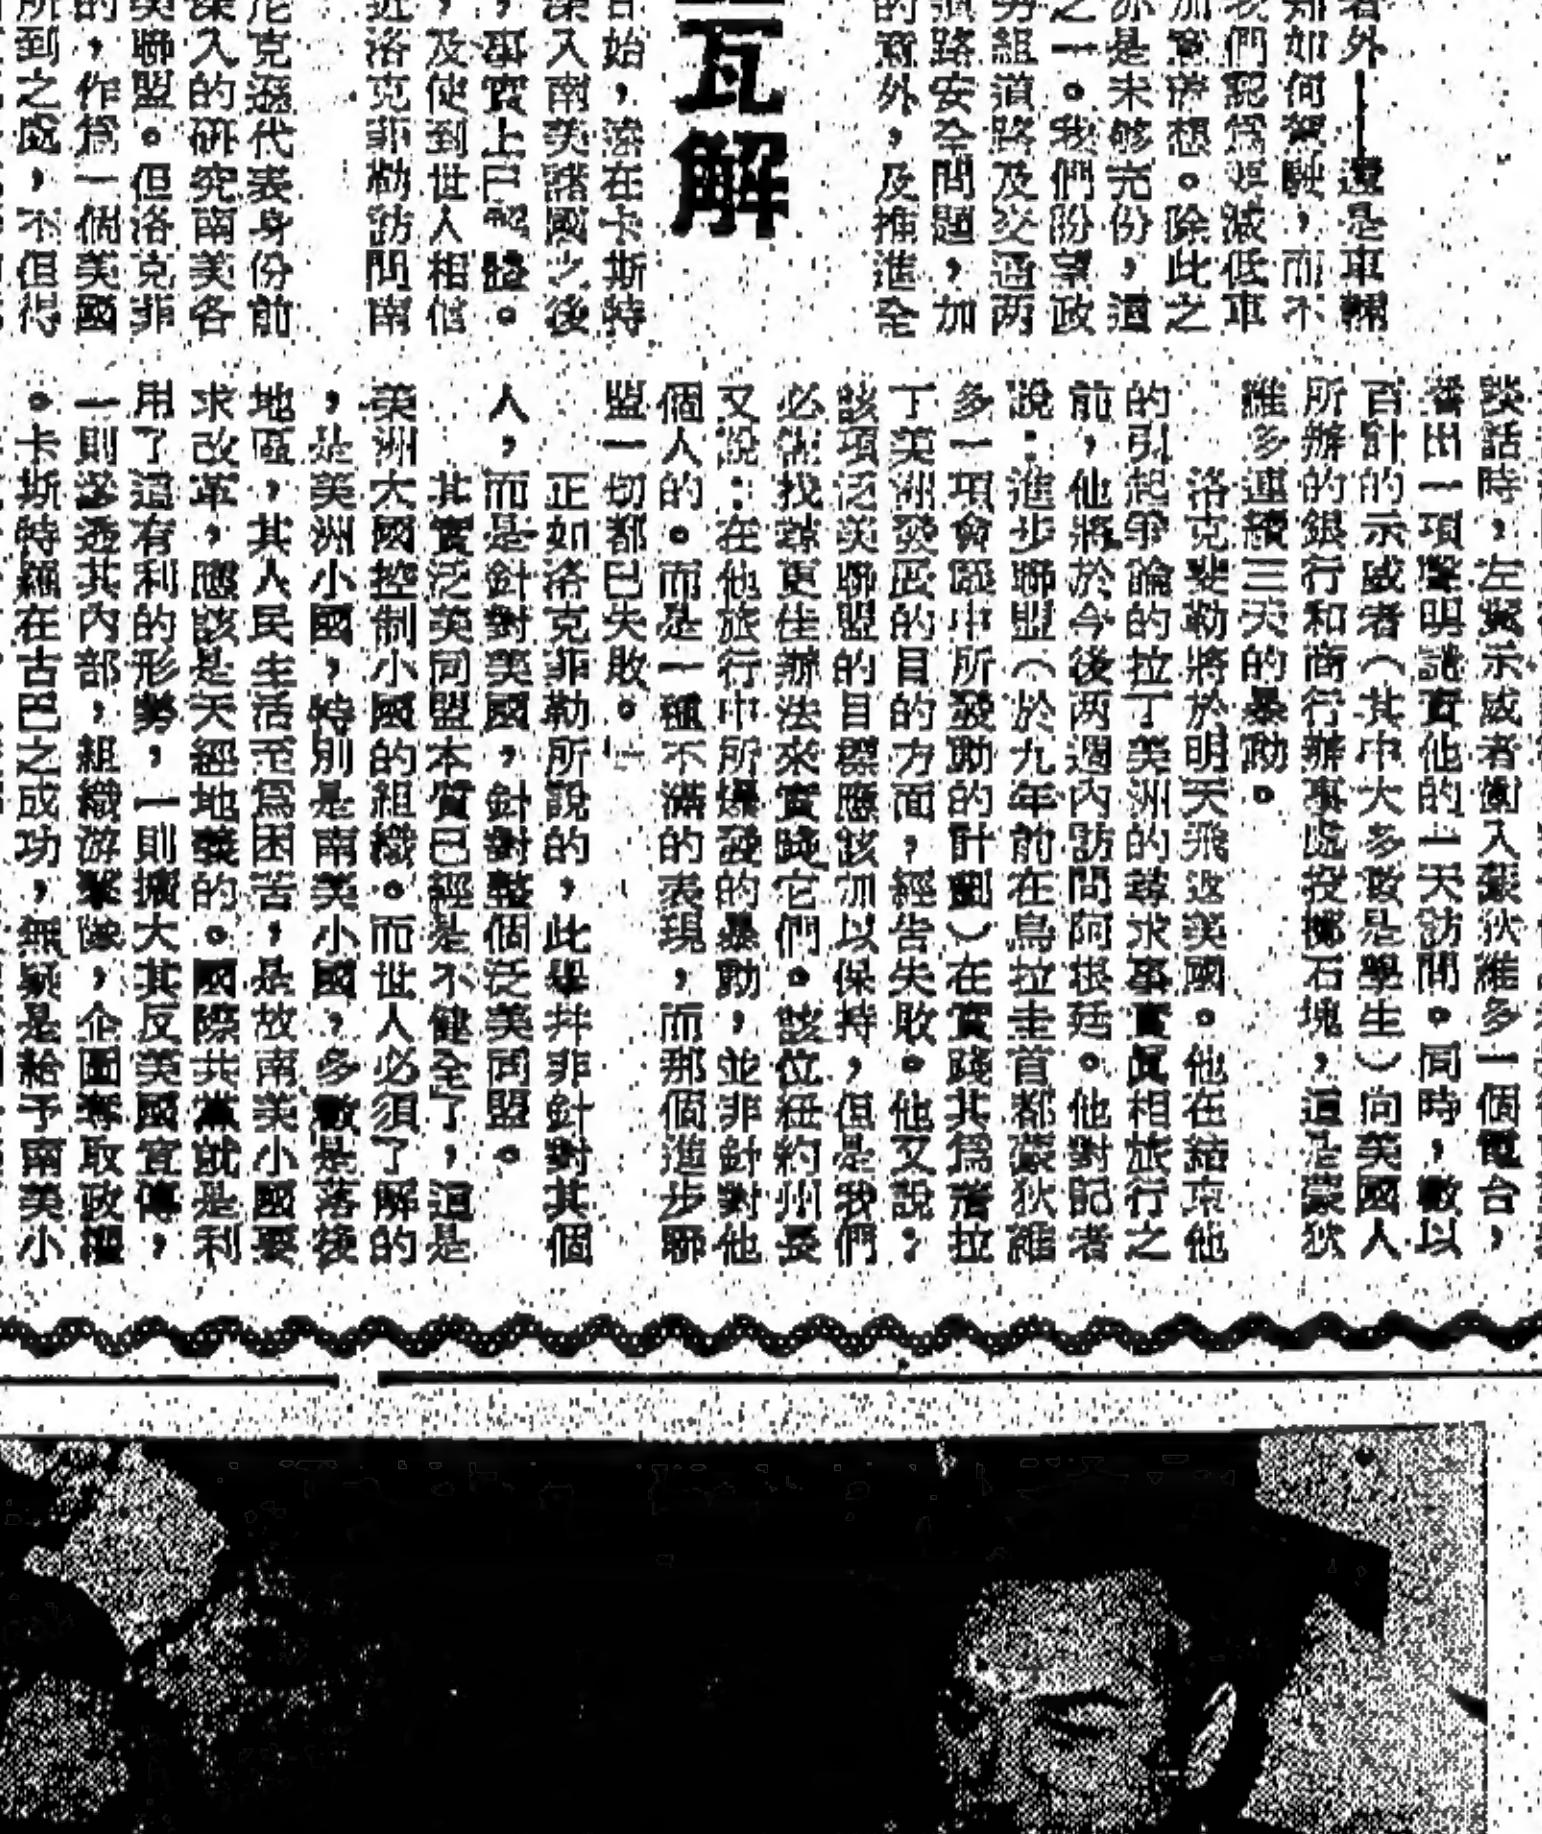 者外——還是車輛
知如何駕駛，而不
我們認爲減低車
加意夢想。除此之
亦是未够充份，這
之一。我們盼望政
勞組道路及交通两
頒路安全問題，加
的意外，及推進全
瓦解
始，遠在卡斯特
深入南美諸國之後
，事實上已解體。
，及使到世人相信
近洛克菲勒訪問南
尼克遜代表身份前
深入的研究南美各
美聯盟。但洛克菲
的，作爲一個美國
所到之處，不但得
談話時，左翼示威者衝入蒙狄維多一個電台，
播出一項聲明譴責他的一天訪問。同時，數以
百計的示威者（其中大多數是學生）向美國人
所辦的銀行和商行辦事處投擲石塊，這是蒙狄
維多連續三天的暴動。
洛克斐勒將於明天飛返美國。他在結束他
的引起爭論的拉丁美洲的尋求事實眞相旅行之
前，他將於今後两週內訪問阿根廷。他對記者
說：進步聯盟（於九年前在烏拉圭首都蒙狄維
多一項會議中所發動的計劃）在實踐其爲着拉
丁美洲發展的目的方面，經告失敗。他又說；
該項泛美聯盟的目標應該加以保持，但是我們
必需找尋更佳辦法來實踐它們。該位紐約州長
又說：在他旅行中所爆發的暴動，並非針對他
個人的。而是一種不滿的表現，而那個進步聯
盟一切都已失敗。
正如洛克菲勒所說的，此舉幷非針對其個
人，而是針對美國，針對整個泛美同盟。
其實泛美同盟本質已經是不健全了，這是
美洲大國控制小國的組織。而世人必須了解的
，是美洲小國，特別是南美小國，多數是落後
地區，其人民生活至爲困苦，是故南美小國要
求改革，應該是天經地義的。國際共黨就是利
用了這有利的形勢，一則擴大其反美國宣傳，
一則滲透其內部，組織游擊隊，企圖奪取政權
。卡斯特羅在古巴之成功，無疑是給予南美小